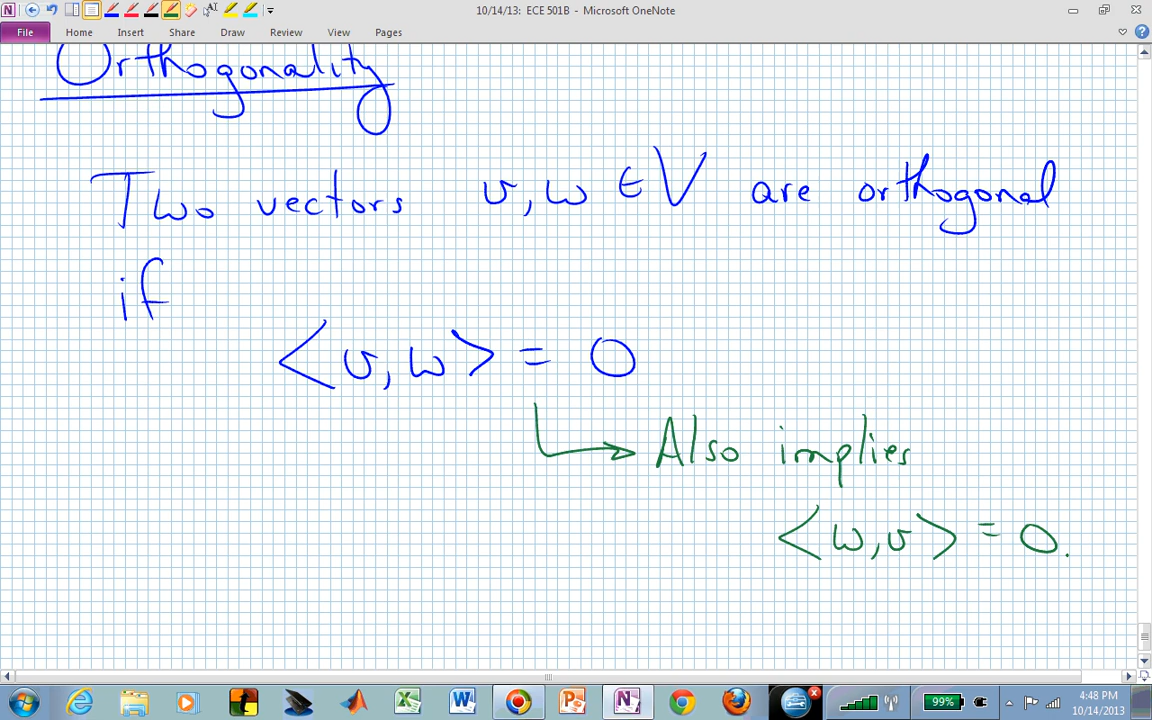 10/14/13: ECE 501B - Microsoft OneNote
File Home Insert Share Draw Review View Pages
Orthogonality
Two vectors v, w ∈ V are orthogonal
if
<v, w> = 0
Also implies
<w, v> = 0.
99%
4:48 PM
10/14/2013